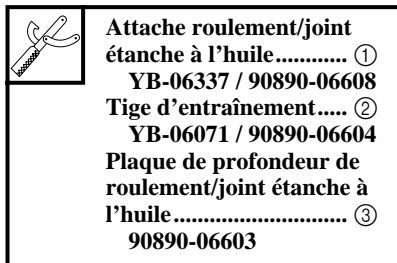 Attache roulement/joint
étanche à l’huile............ ①
YB-06337 / 90890-06608
Tige d’entraînement..... ②
YB-06071 / 90890-06604
Plaque de profondeur de
roulement/joint étanche à
l’huile............................. ③
90890-06603